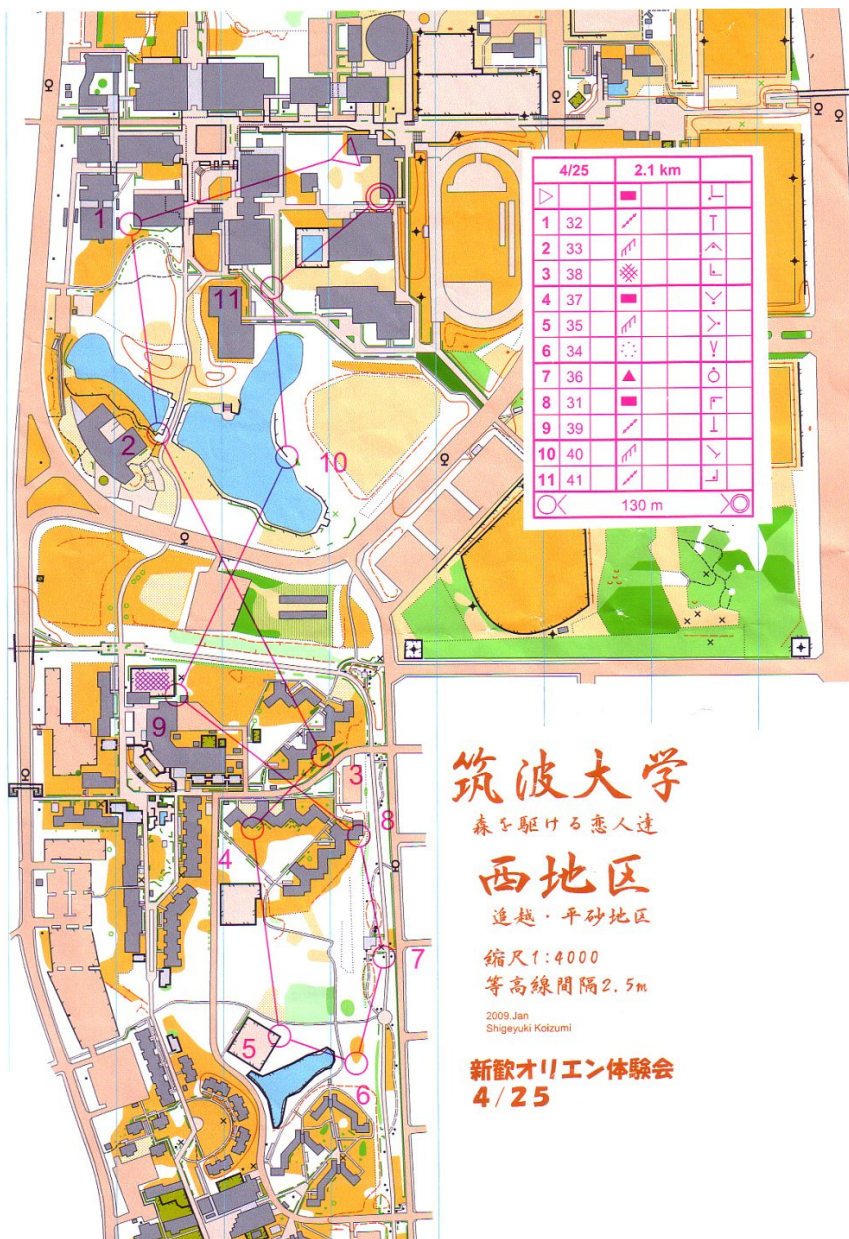 4/25 2.1 km
1 32
2 33
3 38
4 37
5 35
6 34
7 36
8 31
9 39
10 40
11 41
130 m
1
2
3
4
5
6
7
8
9
10
11
筑波大学
森を駆ける恋人達
西地区
追越・平砂地区
縮尺1:4000
等高線間隔2.5m
2009.Jan
Shigeyuki Koizumi
新歓オリエン体験会
4/25